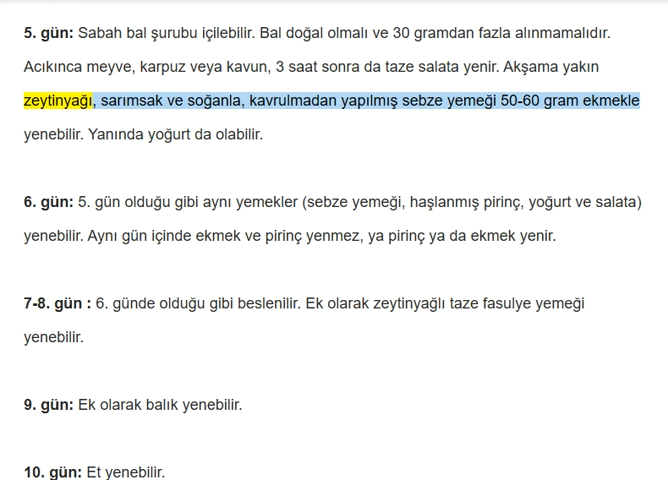 5. gün: Sabah bal şurubu içilebilir. Bal doğal olmalı ve 30 gramdan fazla alınmamalıdır.
Acıkınca meyve, karpuz veya kavun, 3 saat sonra da taze salata yenir. Akşama yakın
zeytinyağı, sarımsak ve soğanla, kavrulmadan yapılmış sebze yemeği 50-60 gram ekmekle
yenebilir. Yanında yoğurt da olabilir.
6. gün: 5. gün olduğu gibi aynı yemekler (sebze yemeği, haşlanmış pirinç, yoğurt ve salata)
yenebilir. Aynı gün içinde ekmek ve pirinç yenmez, ya pirinç ya da ekmek yenir.
7-8. gün : 6. günde olduğu gibi beslenilir. Ek olarak zeytinyağlı taze fasulye yemeği
yenebilir.
9. gün: Ek olarak balık yenebilir.
10. gün: Et yenebilir.